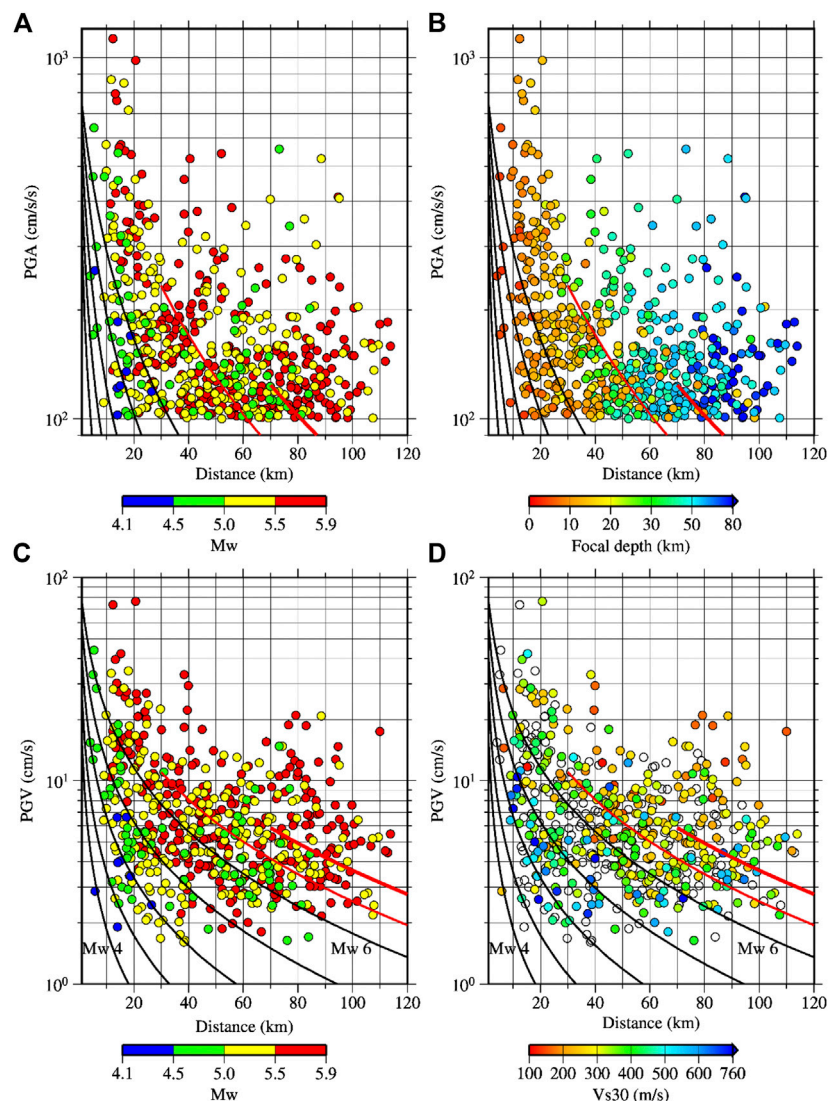 A
B
10³
10³
PGA (cm/s/s)
PGA (cm/s/s)
10²
10²
0 20 40 60 80 100 120
0 20 40 60 80 100 120
Distance (km)
Distance (km)
4.1 4.5 5.0 5.5 5.9
0 10 20 30 50 80
Mw
Focal depth (km)
C
D
10²
10²
PGV (cm/s)
PGV (cm/s)
10¹
10¹
Mw 4 Mw 6
Mw 4 Mw 6
10⁰
10⁰
0 20 40 60 80 100 120
0 20 40 60 80 100 120
Distance (km)
Distance (km)
4.1 4.5 5.0 5.5 5.9
100 200 300 400 600 760
Mw
Vs30 (m/s)